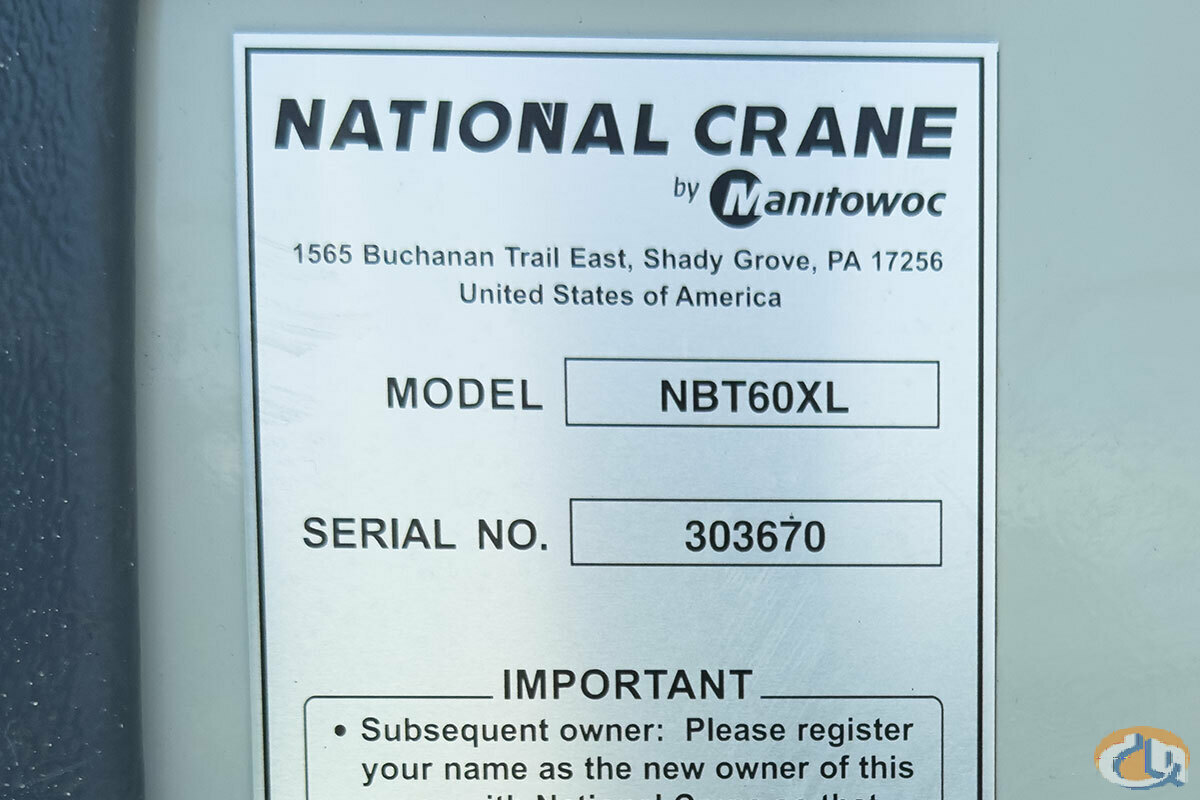 NATIONAL CRANE
by Manitowoc
1565 Buchanan Trail East, Shady Grove, PA 17256
United States of America
MODEL NBT60XL
SERIAL NO. 303670
IMPORTANT
• Subsequent owner: Please register
your name as the new owner of this